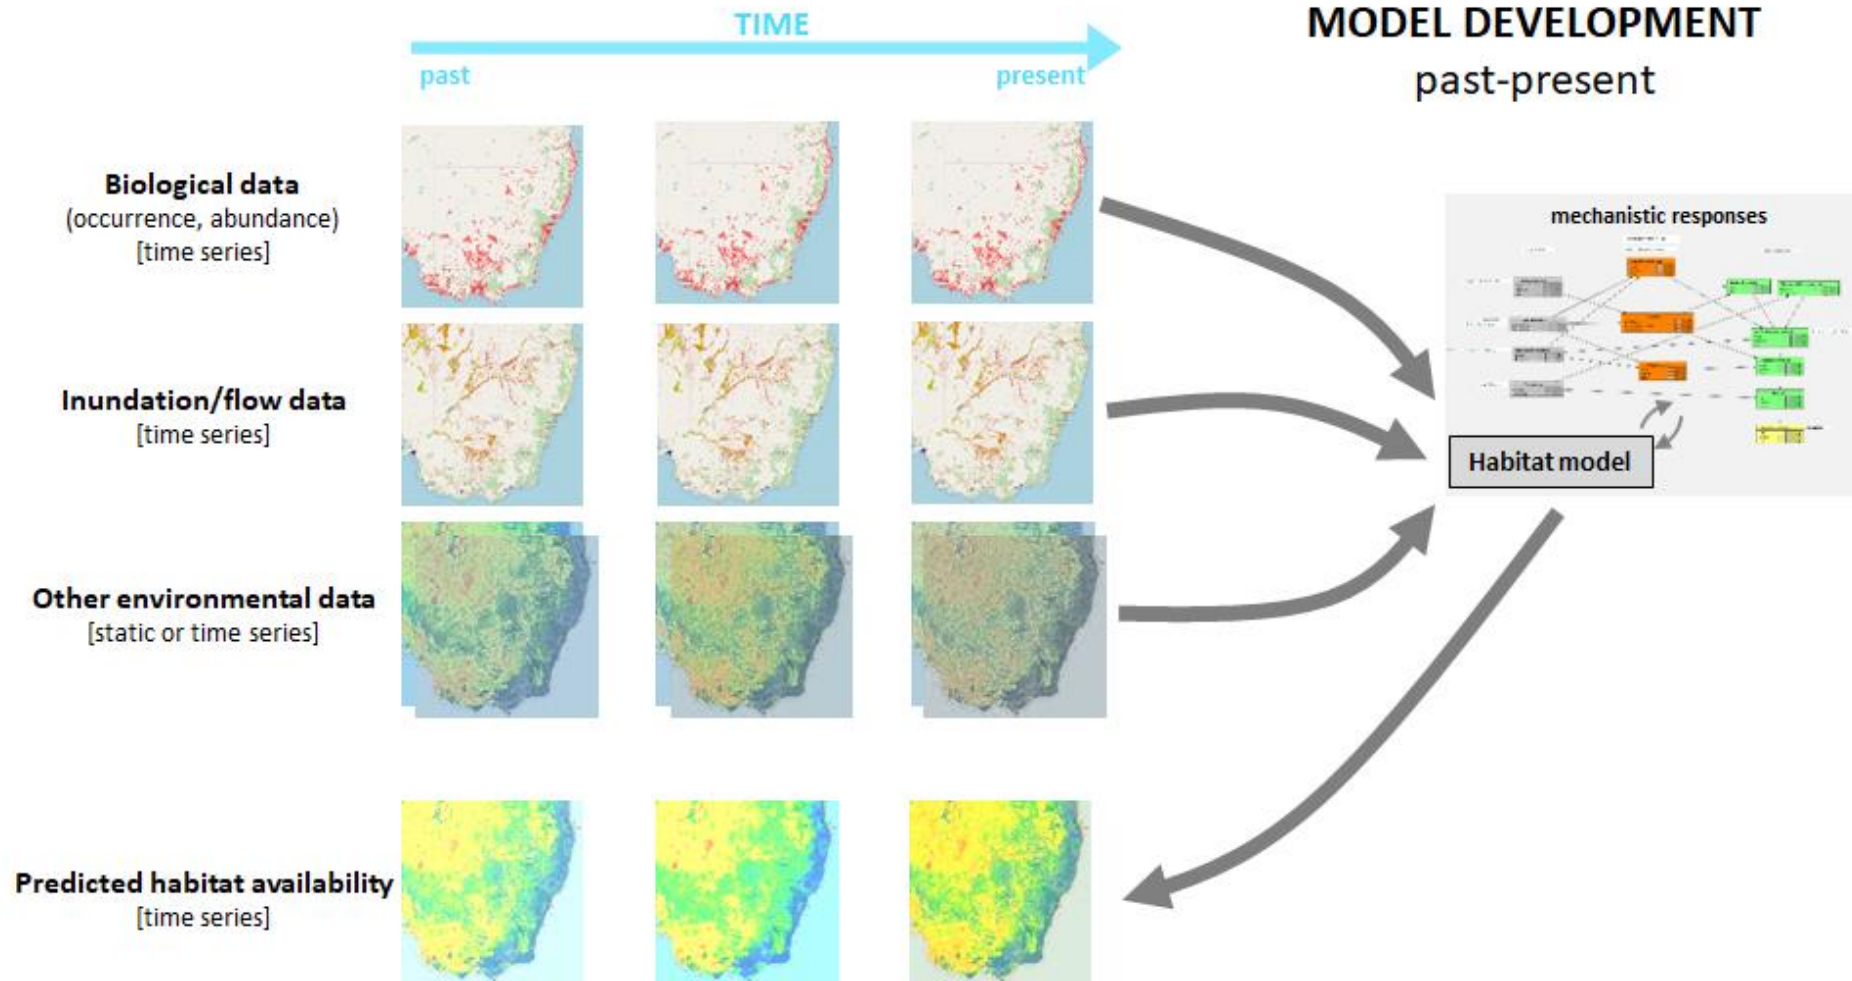 TIME
past
present
MODEL DEVELOPMENT
past-present
Biological data
(occurrence, abundance)
[time series]
mechanistic responses
Inundation/flow data
[time series]
Habitat model
Other environmental data
[static or time series]
Predicted habitat availability
[time series]